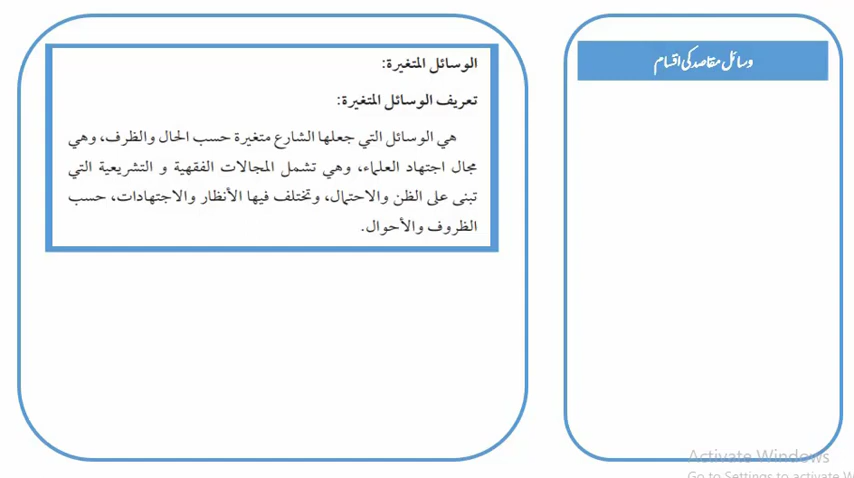 وسائل مقاصد کی اقسام
الوسائل المتغيرة:
تعريف الوسائل المتغيرة:
هي الوسائل التي جعلها الشارع متغيرة حسب الحال والظرف، وهي
مجال اجتهاد العلماء، وهي تشمل المجالات الفقهية و التشريعية التي
تبنى على الظن والاحتمال، وتختلف فيها الأنظار والاجتهادات، حسب
الظروف والأحوال.
Activate Windows
Go to Settings to activate W